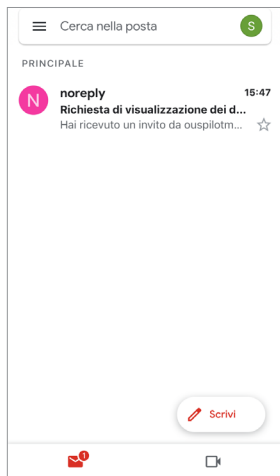 Cerca nella posta
S
PRINCIPALE
N
noreply
15:47
Richiesta di visualizzazione dei d...
Hai ricevuto un invito da ouspilotm...
Scrivi
1